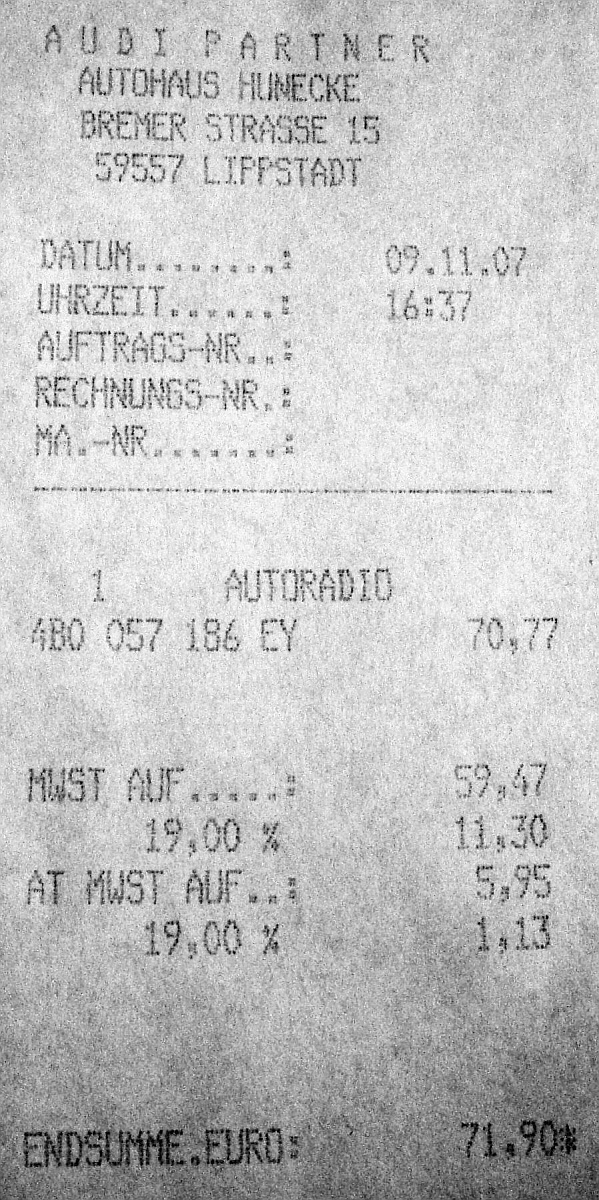 AUDI PARTNER
AUTOHAUS HUNECKE
BREMER STRASSE 15
59557 LIPPSTADT
DATUM.........: 09.11.07
UHRZEIT.......: 16:37
AUFTRAGS-NR..:
RECHNUNGS-NR.:
MA.-NR........:
1 AUTORADIO
4B0 057 186 EY 70,77
MWST AUF.....: 59,47
19,00 % 11,30
AT MWST AUF..: 5,95
19,00 % 1,13
ENDSUMME.EURO: 71.90*